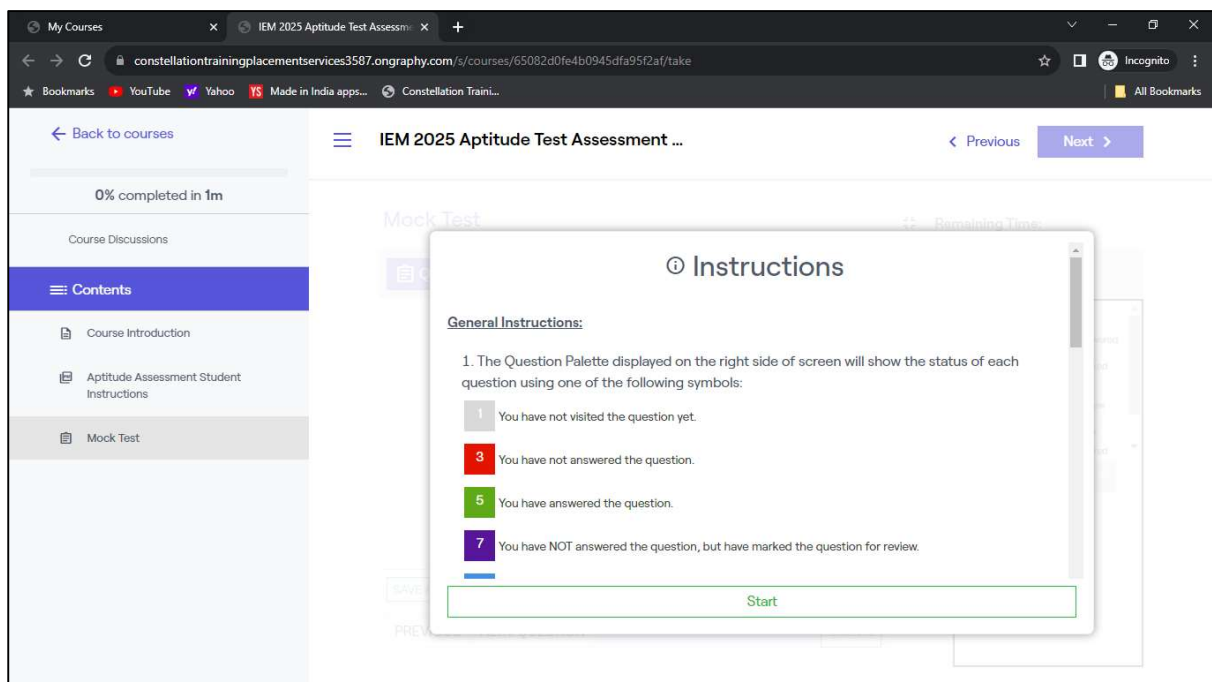 My Courses
IEM 2025 Aptitude Test Assessm
constellationtrainingplacementservices3587.ongraphy.com/s/courses/65082d0fe4b0945dfa95f2af/take
Incognito
Bookmarks
YouTube
Yahoo
Made in India apps...
Constellation Traini...
All Bookmarks
Back to courses
0% completed in 1m
Course Discussions
Contents
Course Introduction
Aptitude Assessment Student
Instructions
Mock Test
IEM 2025 Aptitude Test Assessment ...
Previous
Next
Mock Test
Remaining Time:
Instructions
General Instructions:
1. The Question Palette displayed on the right side of screen will show the status of each
question using one of the following symbols:
1 You have not visited the question yet.
3 You have not answered the question.
5 You have answered the question.
7 You have NOT answered the question, but have marked the question for review.
Start